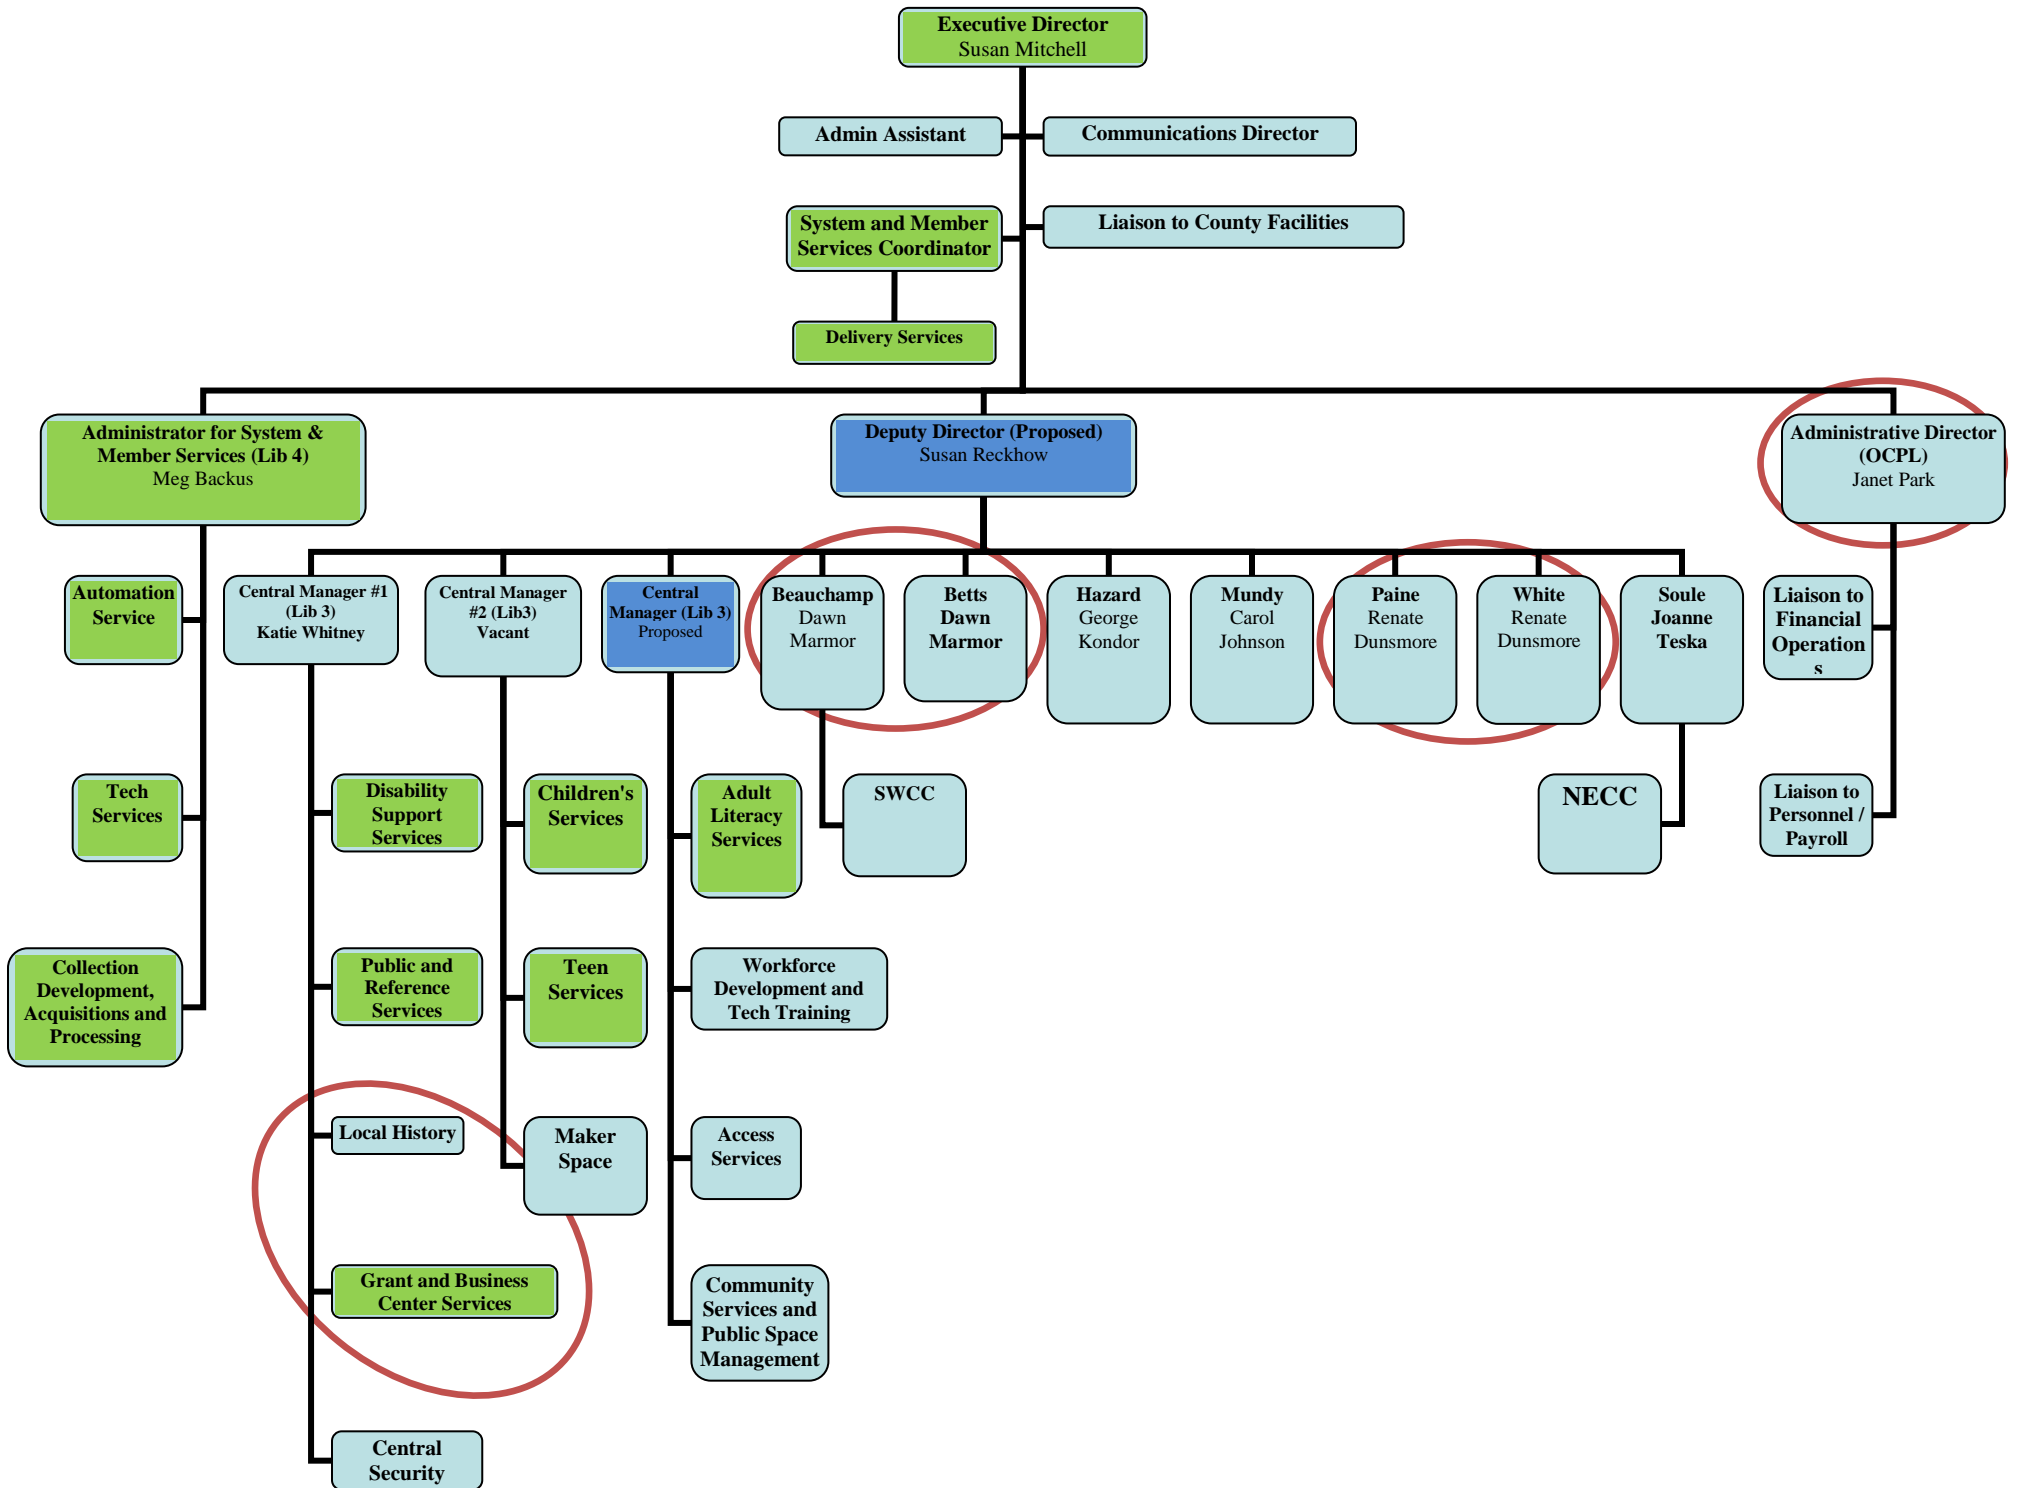 Executive Director
Susan Mitchell
Admin Assistant
Communications Director
System and Member
Services Coordinator
Liaison to County Facilities
Delivery Services
Administrator for System &
Member Services (Lib 4)
Meg Backus
Deputy Director (Proposed)
Susan Reckhow
Administrative Director
(OCPL)
Janet Park
Automation
Service
Central Manager #1
(Lib 3)
Katie Whitney
Central Manager
#2 (Lib3)
Vacant
Central
Manager (Lib 3)
Proposed
Beauchamp
Dawn
Marmor
Betts
Dawn
Marmor
Hazard
George
Kondor
Mundy
Carol
Johnson
Paine
Renate
Dunsmore
White
Renate
Dunsmore
Soule
Joanne
Teska
Liaison to
Financial
Operation
s
Tech
Services
Disability
Support
Services
Children's
Services
Adult
Literacy
Services
SWCC
NECC
Liaison to
Personnel /
Payroll
Collection
Development,
Acquisitions and
Processing
Public and
Reference
Services
Teen
Services
Workforce
Development and
Tech Training
Local History
Maker
Space
Access
Services
Grant and Business
Center Services
Community
Services and
Public Space
Management
Central
Security